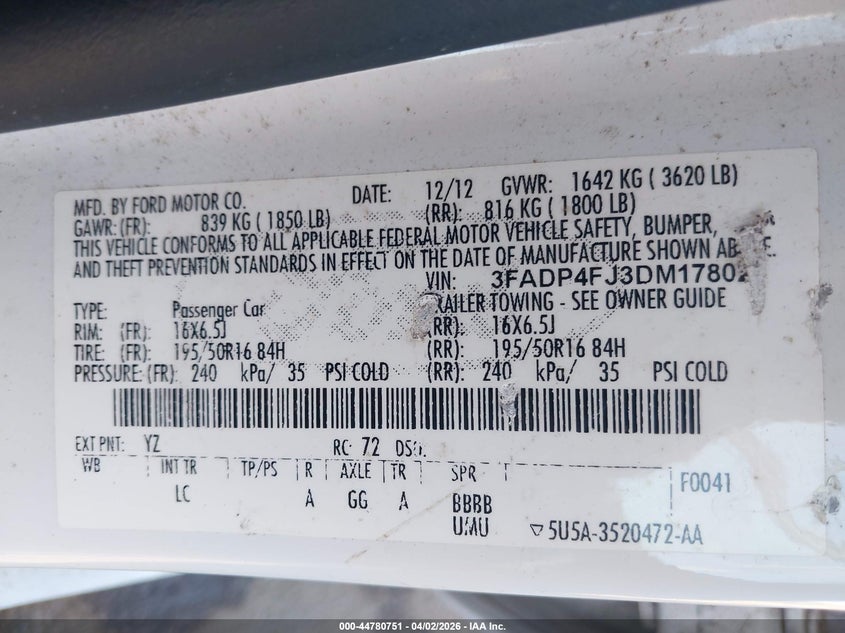 MFD. BY FORD MOTOR CO. DATE: 12/12 GVWR: 1642 KG ( 3620 LB)
GAWR: (FR): 839 KG ( 1850 LB) (RR): 816 KG ( 1800 LB)
THIS VEHICLE CONFORMS TO ALL APPLICABLE FEDERAL MOTOR VEHICLE SAFETY, BUMPER,
AND THEFT PREVENTION STANDARDS IN EFFECT ON THE DATE OF MANUFACTURE SHOWN
VIN:
TYPE: Passenger Car TOWING - SEE OWNER GUIDE
RIM: (FR): 16X6.5J (RR): 16X6.5J
TIRE: (FR): 195/50R16 84H (RR): 195/50R16 84H
PRESSURE: (FR): 240 kPa/ 35 PSI COLD (RR): 240 kPa/ 35 PSI COLD
EXT PNT: YZ RC: 72 DSO:
WB INT TR TP/PS R AXLE TR SPR F0041
LC A GG A BBBB
UMU 5U5A-3520472-AA
000-44780751 - 04/02/2026 - IAA Inc.